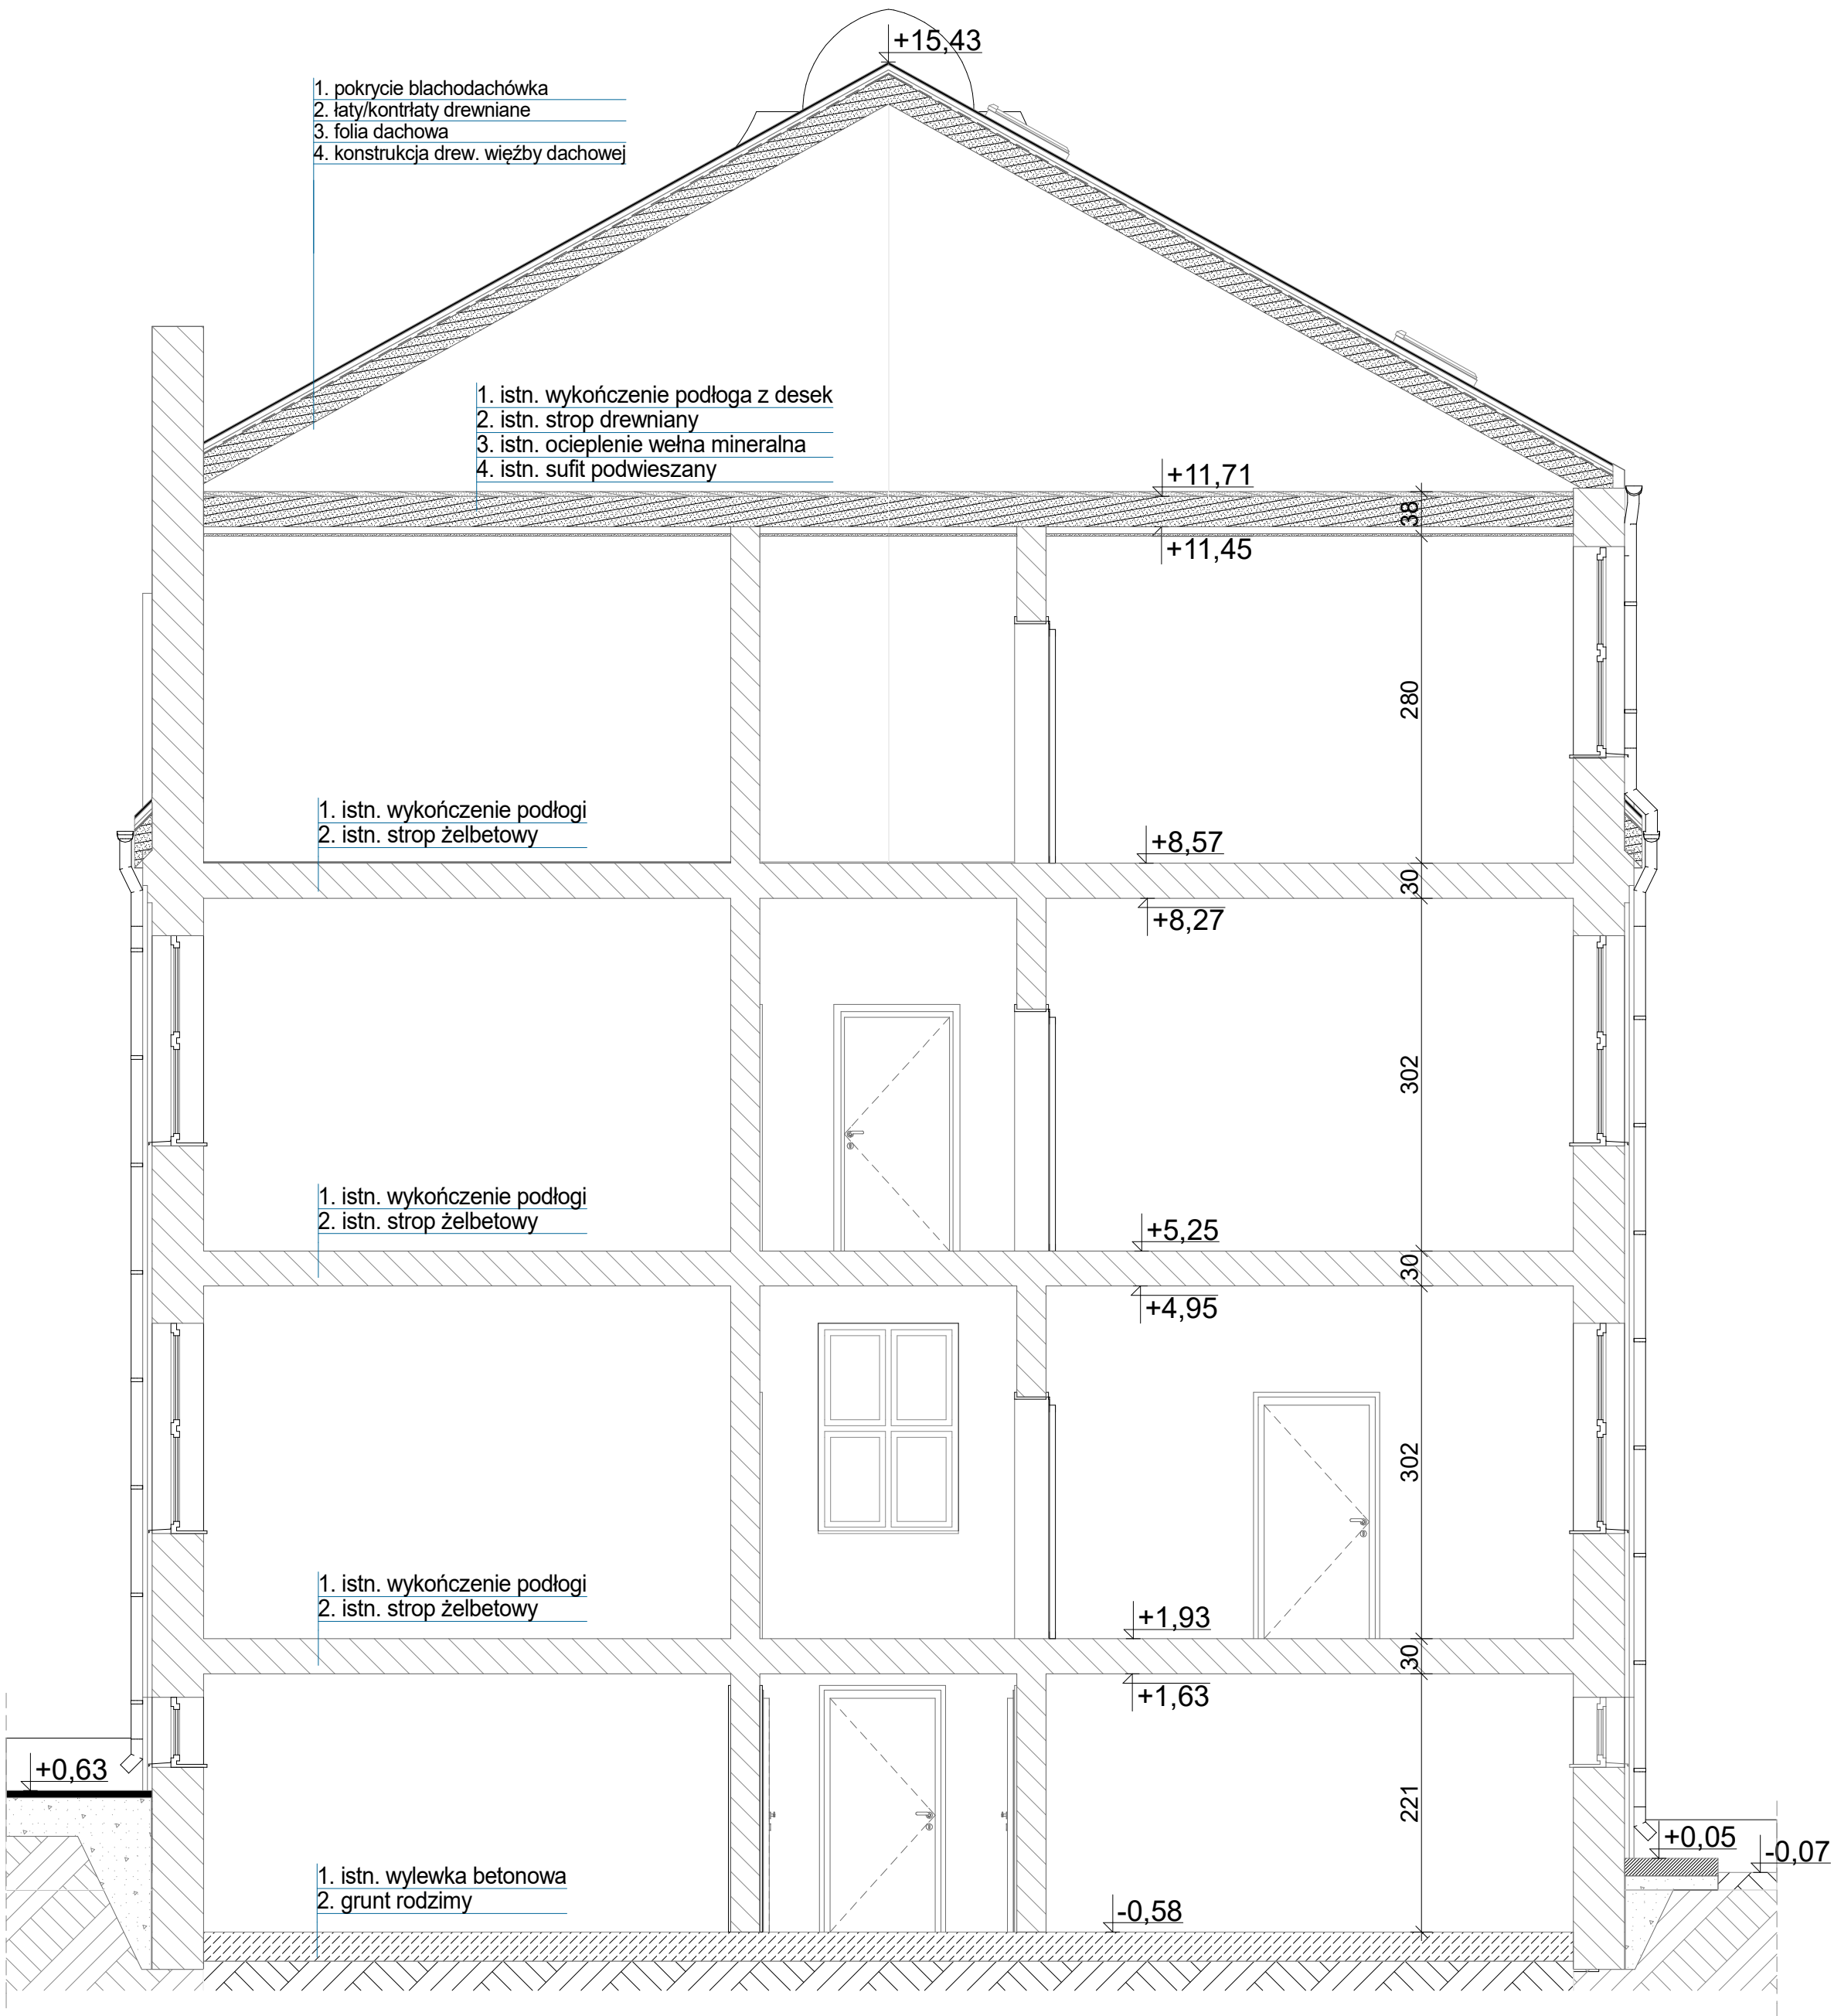 +15,43
1. pokrycie blachodachówka
2. łaty/kontrłaty drewniane
3. folia dachowa
4. konstrukcja drew. więźby dachowej
1. istn. wykończenie podłoga z desek
2. istn. strop drewniany
3. istn. ocieplenie wełna mineralna
4. istn. sufit podwieszany
+11,71
38
+11,45
280
1. istn. wykończenie podłogi
2. istn. strop żelbetowy
+8,57
30
+8,27
302
1. istn. wykończenie podłogi
2. istn. strop żelbetowy
+5,25
30
+4,95
302
1. istn. wykończenie podłogi
2. istn. strop żelbetowy
+1,93
30
+1,63
+0,63
221
+0,05
-0,07
1. istn. wylewka betonowa
2. grunt rodzimy
-0,58